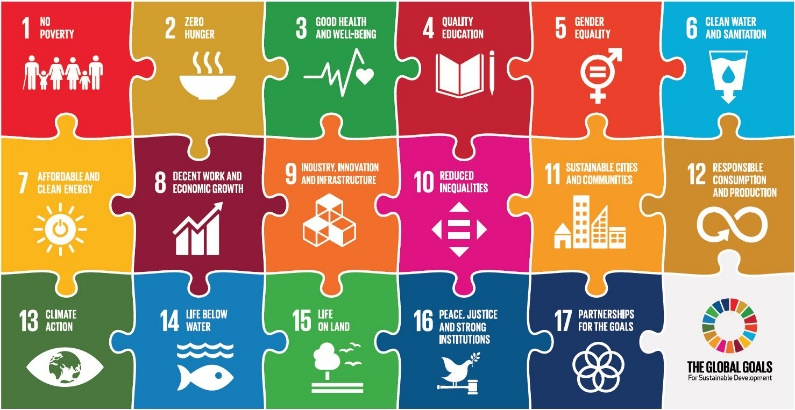 1 NO
POVERTY
2 ZERO
HUNGER
3 GOOD HEALTH
AND WELL-BEING
4 QUALITY
EDUCATION
5 GENDER
EQUALITY
6 CLEAN WATER
AND SANITATION
7 AFFORDABLE AND
CLEAN ENERGY
8 DECENT WORK AND
ECONOMIC GROWTH
9 INDUSTRY, INNOVATION
AND INFRASTRUCTURE
10 REDUCED
INEQUALITIES
11 SUSTAINABLE CITIES
AND COMMUNITIES
12 RESPONSIBLE
CONSUMPTION
AND PRODUCTION
13 CLIMATE
ACTION
14 LIFE BELOW
WATER
15 LIFE
ON LAND
16 PEACE, JUSTICE
AND STRONG
INSTITUTIONS
17 PARTNERSHIPS
FOR THE GOALS
THE GLOBAL GOALS
For Sustainable Development